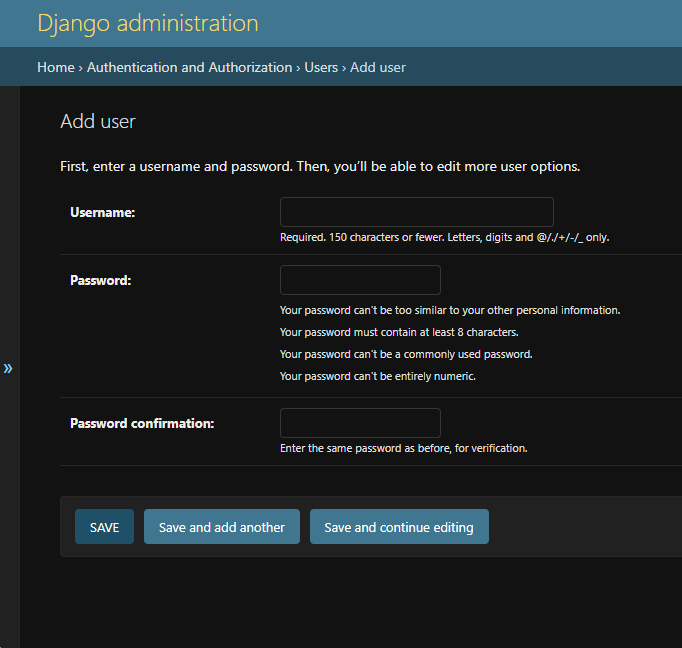 Django administration
Home › Authentication and Authorization › Users › Add user
Add user
First, enter a username and password. Then, you’ll be able to edit more user options.
Username:
Required. 150 characters or fewer. Letters, digits and @/./+/-/_ only.
Password:
Your password can’t be too similar to your other personal information.
Your password must contain at least 8 characters.
Your password can’t be a commonly used password.
Your password can’t be entirely numeric.
»
Password confirmation:
Enter the same password as before, for verification.
SAVE Save and add another Save and continue editing